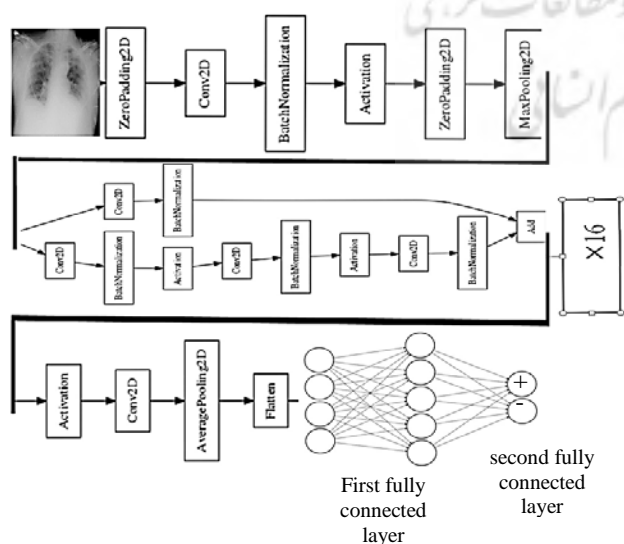 ZeroPadding2D
Conv2D
BatchNormalization
Activation
ZeroPadding2D
MaxPooling2D
Conv2D
BatchNormalization
Conv2D
BatchNormalization
Activation
Conv2D
BatchNormalization
Activation
Conv2D
BatchNormalization
Add
X16
Activation
Conv2D
AveragePooling2D
Flatten
+
-
First fully
connected
layer
second fully
connected
layer